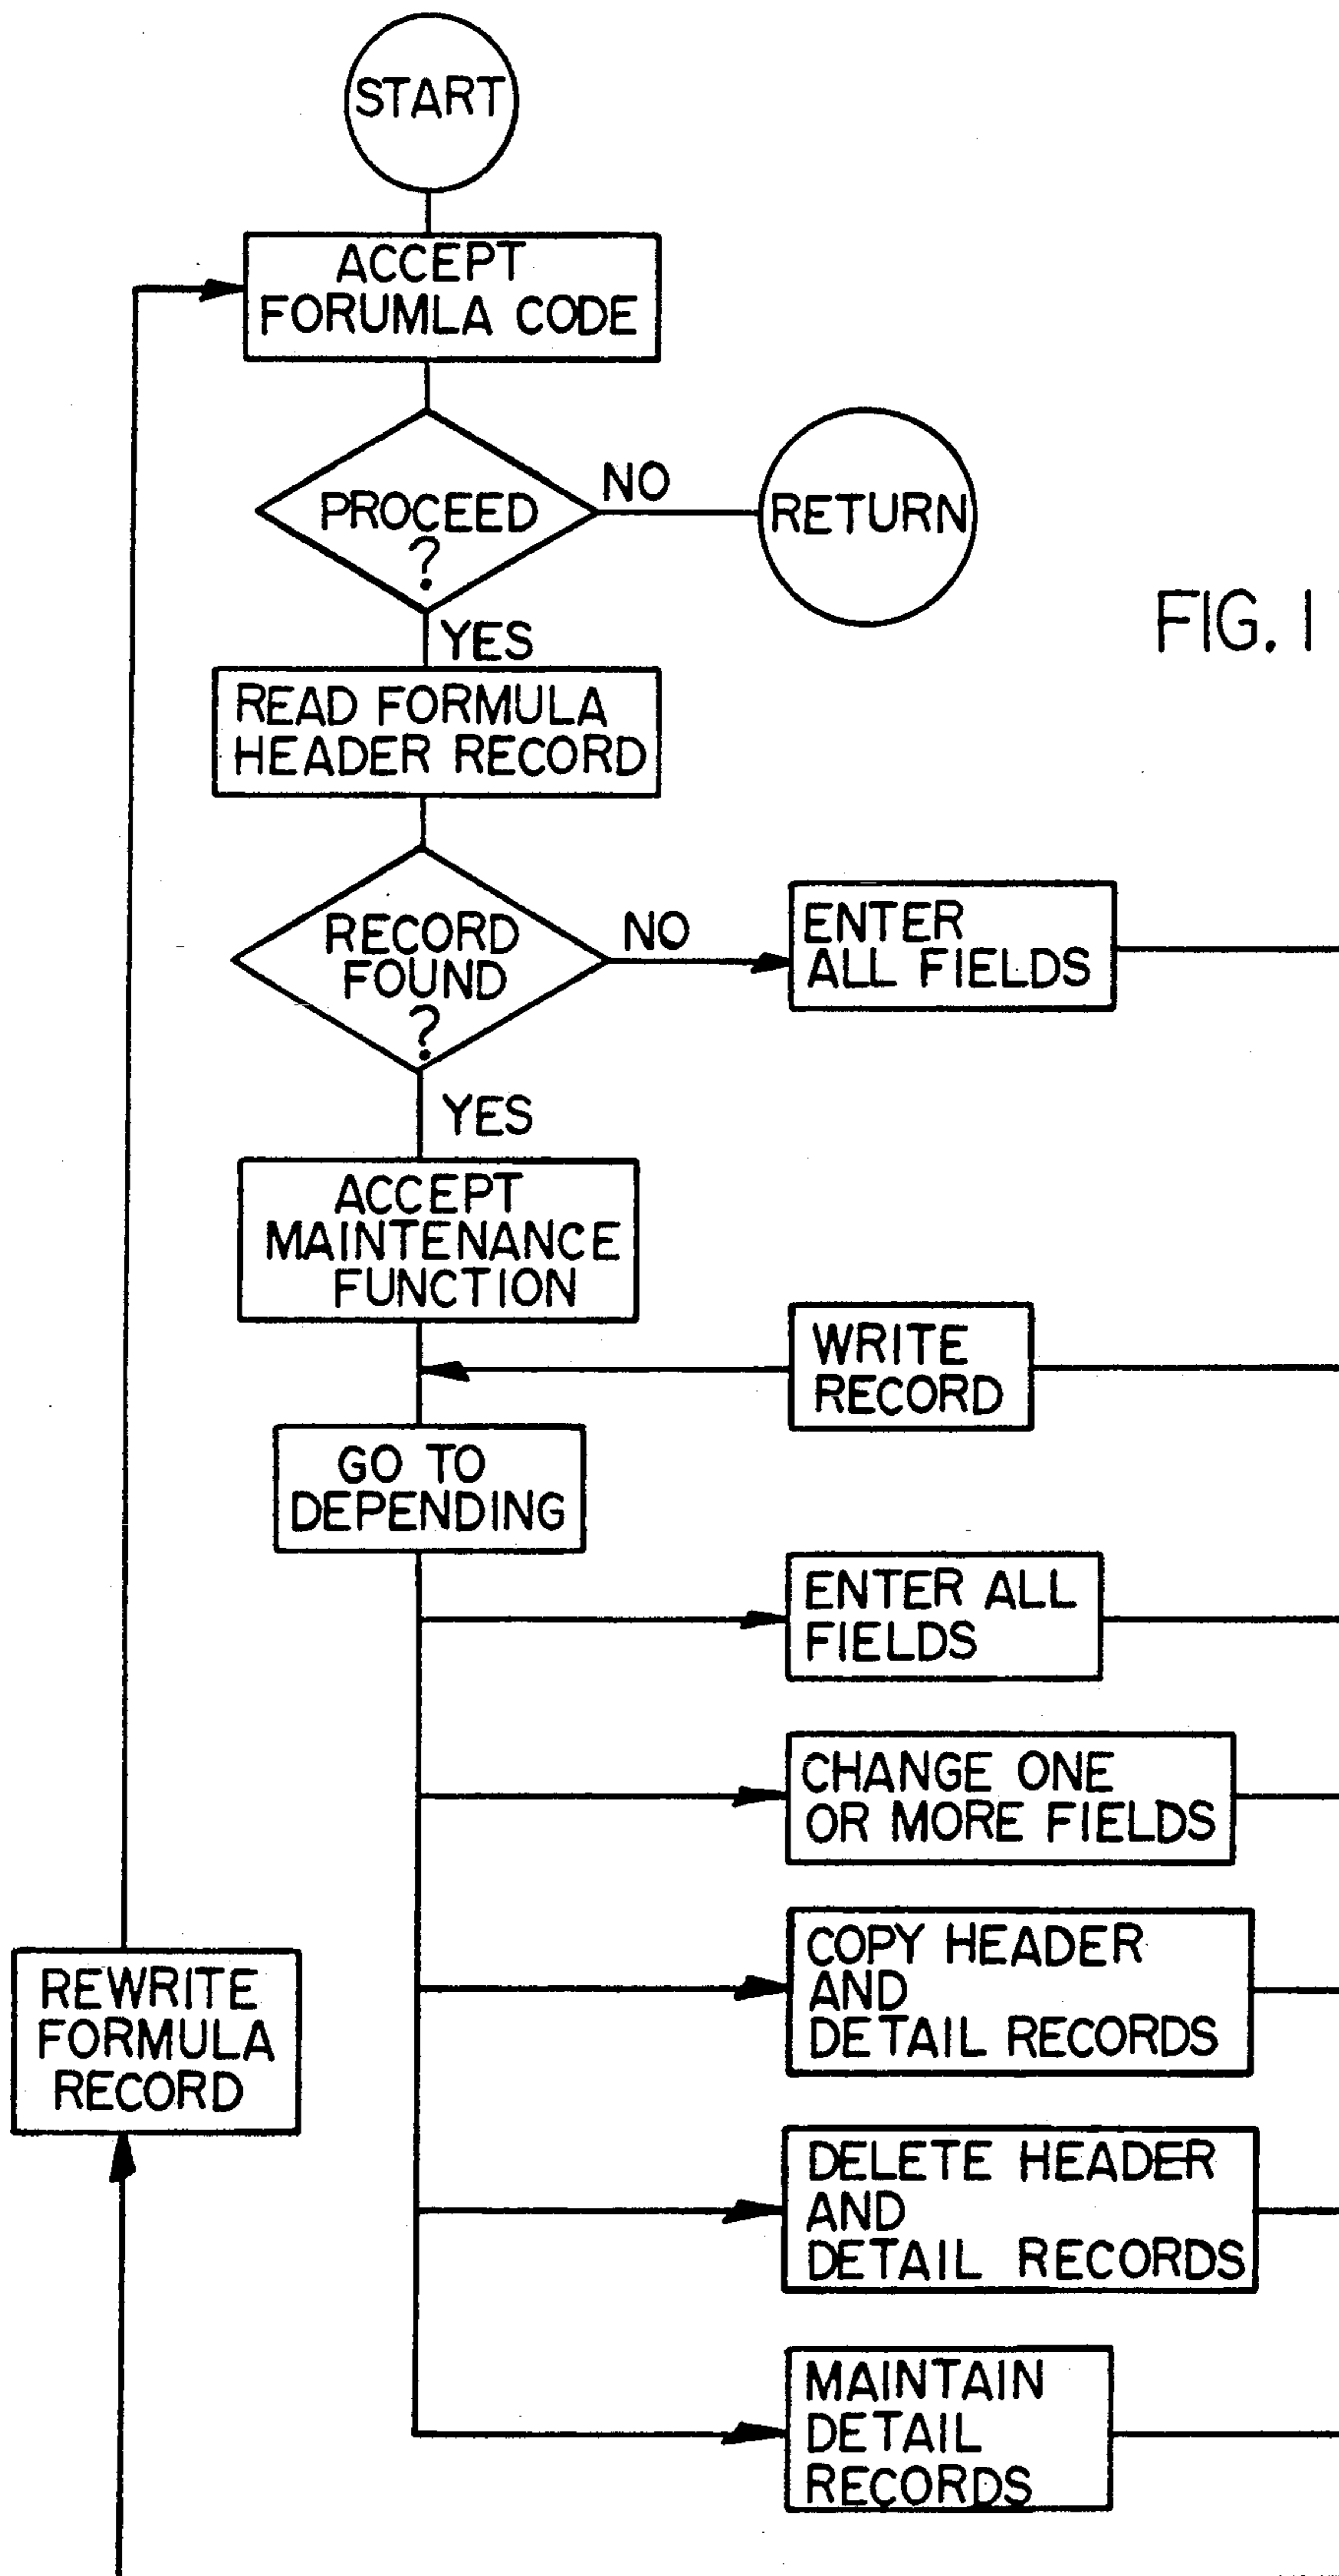 START
ACCEPT
FORUMLA CODE
PROCEED
?
NO
RETURN
FIG. 1
YES
READ FORMULA
HEADER RECORD
RECORD
FOUND
?
NO
ENTER
ALL FIELDS
YES
ACCEPT
MAINTENANCE
FUNCTION
WRITE
RECORD
GO TO
DEPENDING
ENTER ALL
FIELDS
CHANGE ONE
OR MORE FIELDS
COPY HEADER
AND
DETAIL RECORDS
REWRITE
FORMULA
RECORD
DELETE HEADER
AND
DETAIL RECORDS
MAINTAIN
DETAIL
RECORDS